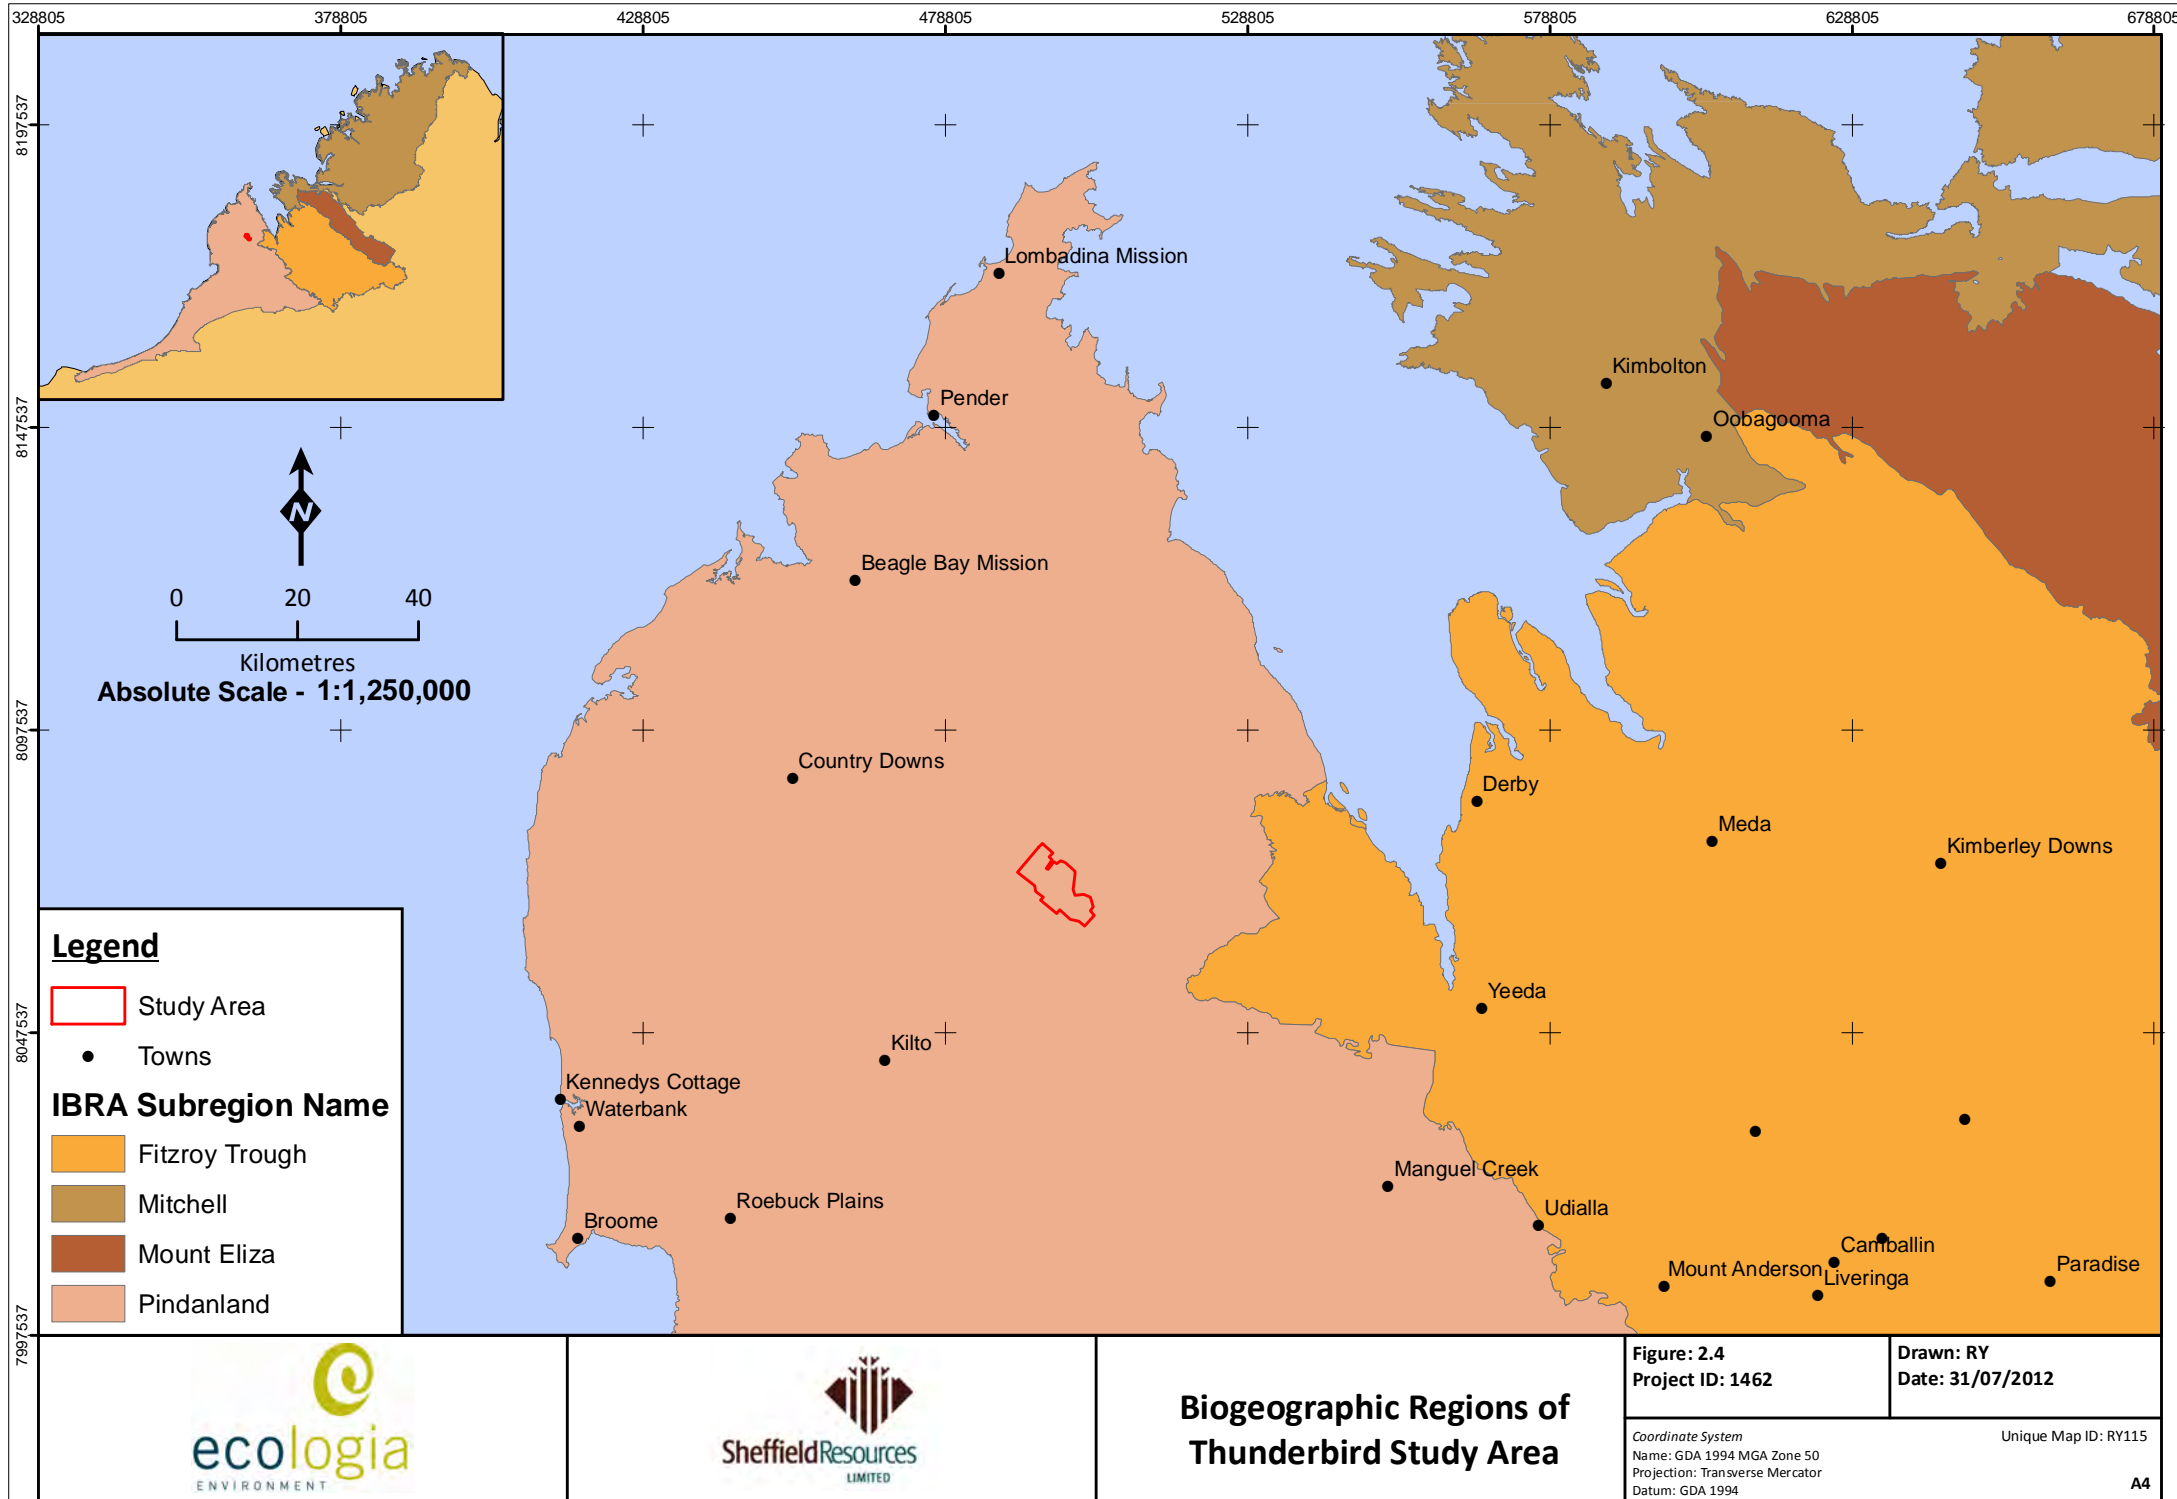 328805 378805 428805 478805 528805 578805 628805 678805
8197537
8147537
8097537
8047537
7997537
Lombadina Mission
Pender
Kimbolton
Oobagooma
Beagle Bay Mission
Country Downs
Derby
Meda
Kimberley Downs
Yeeda
Kilto
Kennedys Cottage
Waterbank
Manguel Creek
Roebuck Plains
Broome
Udialla
Camballin
Mount Anderson
Liveringa
Paradise
N
0 20 40
Kilometres
Absolute Scale - 1:1,250,000
Legend
Study Area
Towns
IBRA Subregion Name
Fitzroy Trough
Mitchell
Mount Eliza
Pindanland
ecologia
ENVIRONMENT
SheffieldResources
LIMITED
Biogeographic Regions of
Thunderbird Study Area
Figure: 2.4
Project ID: 1462
Drawn: RY
Date: 31/07/2012
Coordinate System
Name: GDA 1994 MGA Zone 50
Projection: Transverse Mercator
Datum: GDA 1994
Unique Map ID: RY115
A4